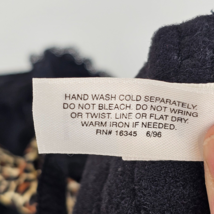 HAND WASH COLD SEPARATELY.
DO NOT BLEACH. DO NOT WRING
OR TWIST. LINE OR FLAT DRY.
WARM IRON IF NEEDED.
RN# 16345 6/96